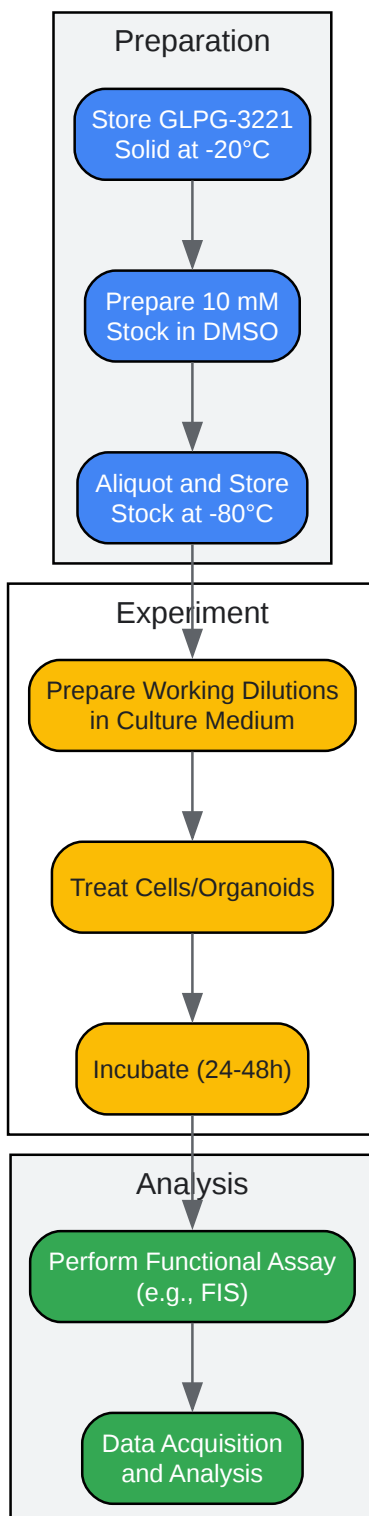 Preparation
Store GLPG-3221
Solid at -20°C
Prepare 10 mM
Stock in DMSO
Aliquot and Store
Stock at -80°C
Experiment
Prepare Working Dilutions
in Culture Medium
Treat Cells/Organoids
Incubate (24-48h)
Analysis
Perform Functional Assay
(e.g., FIS)
Data Acquisition
and Analysis